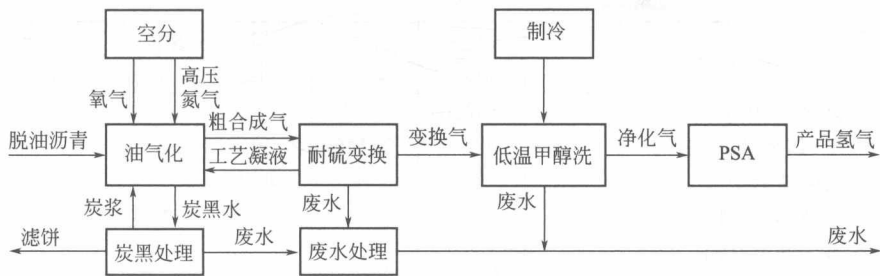 空分
制冷
氧气
高压
氮气
脱油沥青
油气化
粗合成气
工艺凝液
耐硫变换
变换气
低温甲醇洗
净化气
PSA
产品氢气
炭浆
炭黑水
废水
废水
滤饼
炭黑处理
废水
废水处理
废水